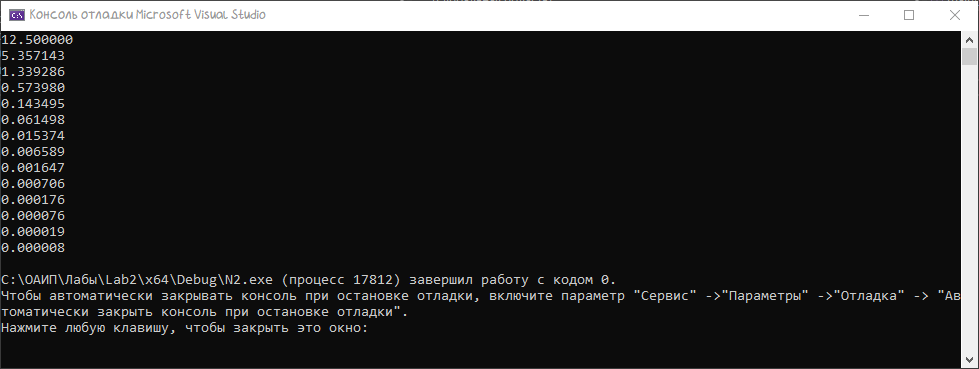 Консоль отладки Microsoft Visual Studio
12.500000
5.357143
1.339286
0.573980
0.143495
0.061498
0.015374
0.006589
0.001647
0.000706
0.000176
0.000076
0.000019
0.000008
C:\ОАИП\Лабы\Lab2\x64\Debug\N2.exe (процесс 17812) завершил работу с кодом 0.
Чтобы автоматически закрывать консоль при остановке отладки, включите параметр "Сервис" ->"Параметры" ->"Отладка" -> "Ав
томатически закрыть консоль при остановке отладки".
Нажмите любую клавишу, чтобы закрыть это окно: